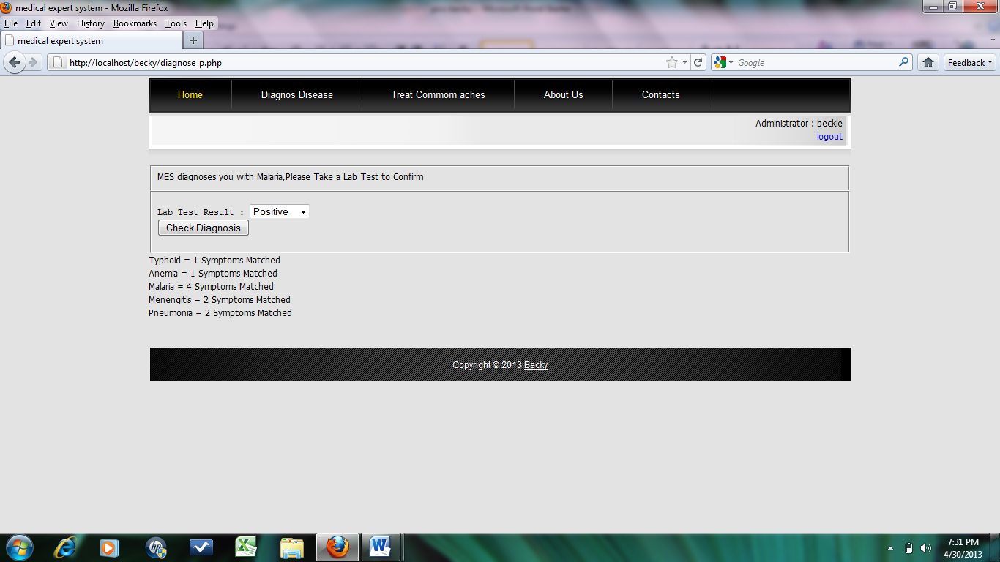 medical expert system - Mozilla Firefox
File Edit View History Bookmarks Tools Help
medical expert system
http://localhost/becky/diagnose_p.php
Google
Feedback
Home Diagnos Disease Treat Commom aches About Us Contacts
Administrator : beckie
logout
MES diagnoses you with Malaria,Please Take a Lab Test to Confirm
Lab Test Result : Positive
Check Diagnosis
Typhoid = 1 Symptoms Matched
Anemia = 1 Symptoms Matched
Malaria = 4 Symptoms Matched
Menengitis = 2 Symptoms Matched
Pneumonia = 2 Symptoms Matched
Copyright © 2013 Becky
7:31 PM
4/30/2013